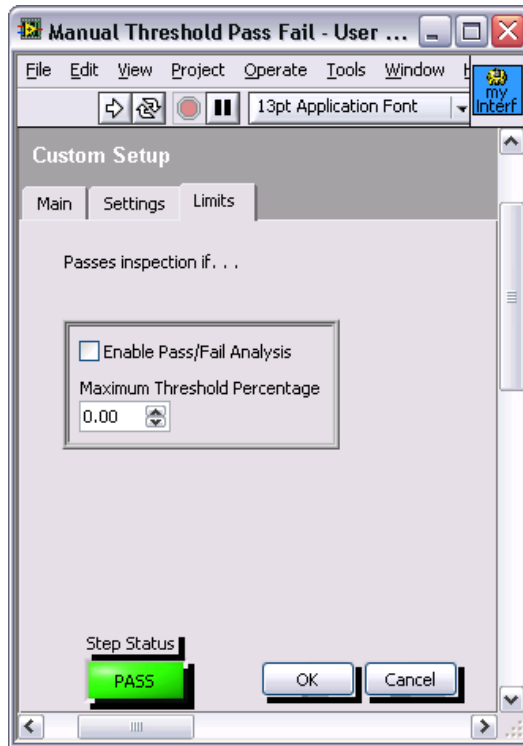 Manual Threshold Pass Fail - User ...
File Edit View Project Operate Tools Window
13pt Application Font
my
Interf
Custom Setup
Main Settings Limits
Passes inspection if. . .
Enable Pass/Fail Analysis
Maximum Threshold Percentage
0.00
Step Status
PASS OK Cancel